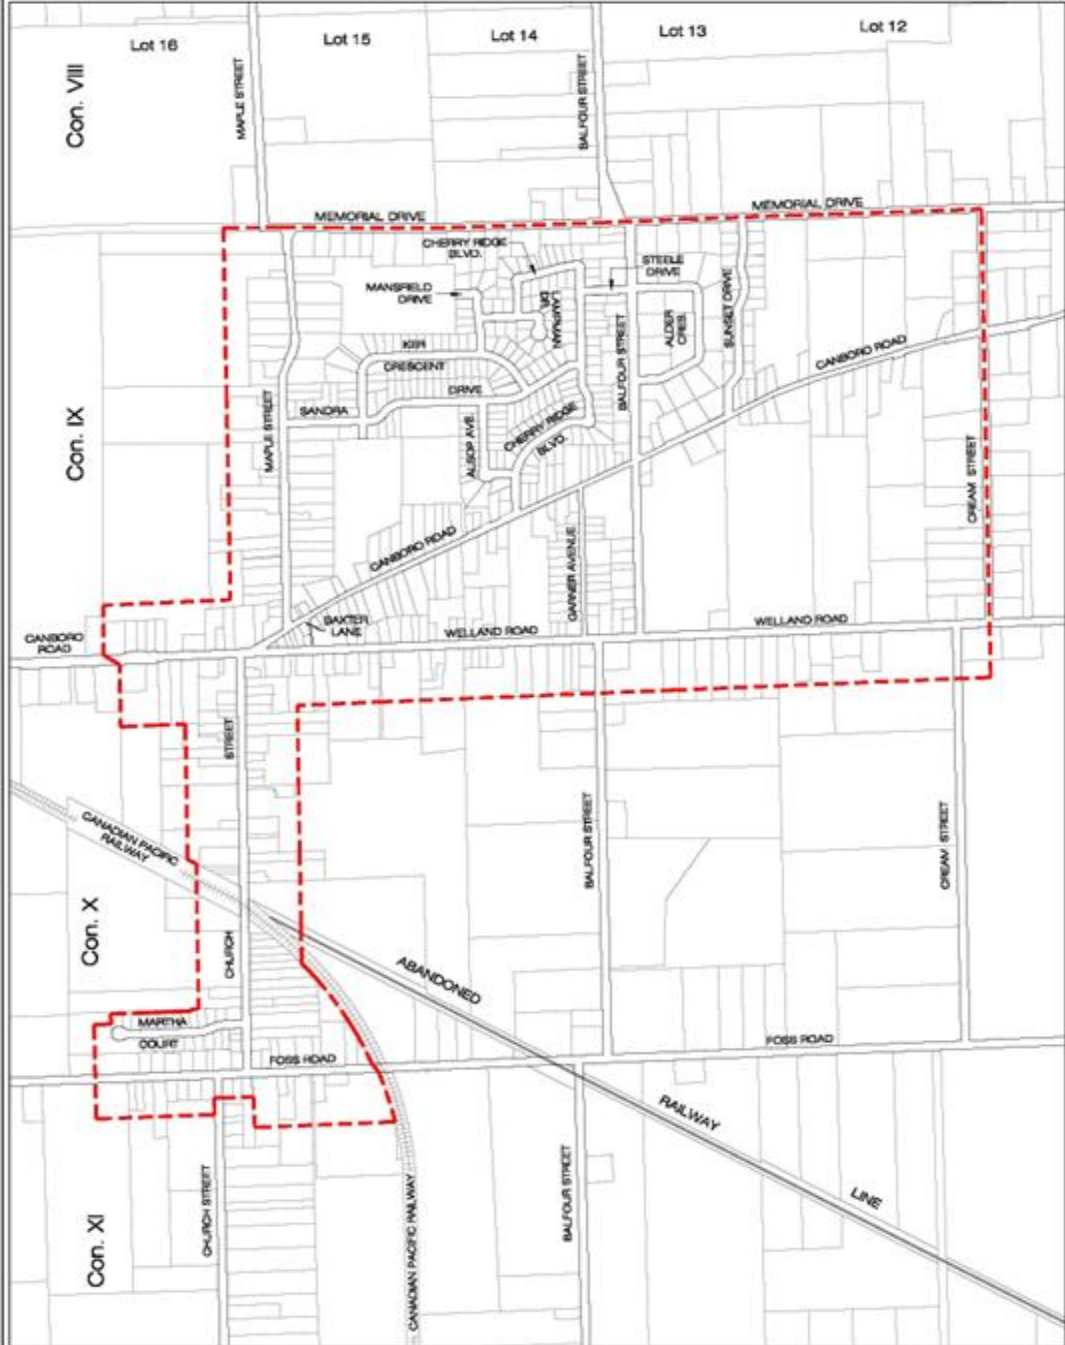 Lot 16
Lot 15
Lot 14
Lot 13
Lot 12
Con. VIII
MAPLE STREET
BALFOUR STREET
MEMORIAL DRIVE
MEMORIAL DRIVE
CHERRY RIDGE
BLVD.
STEELE
DRIVE
MANSFIELD
DRIVE
LAMPMAN
DR.
ALDER
CRES.
SUNSET DRIVE
BALFOUR STREET
KER
CRESCENT
CANBORO ROAD
DRIVE
SANDRA
Con. IX
MAPLE STREET
ALSOP AVE.
CHERRY RIDGE
BLVD.
CREAM STREET
CANBORO ROAD
GARNER AVENUE
BAXTER
LANE
WELLAND ROAD
WELLAND ROAD
CANBORO
ROAD
STREET
CANADIAN PACIFIC
RAILWAY
BALFOUR STREET
CREAM STREET
Con. X
CHURCH
ABANDONED
MARTHA
COURT
FOSS ROAD
FOSS ROAD
RAILWAY
Con. XI
CHURCH STREET
CANADIAN PACIFIC RAILWAY
BALFOUR STREET
LINE